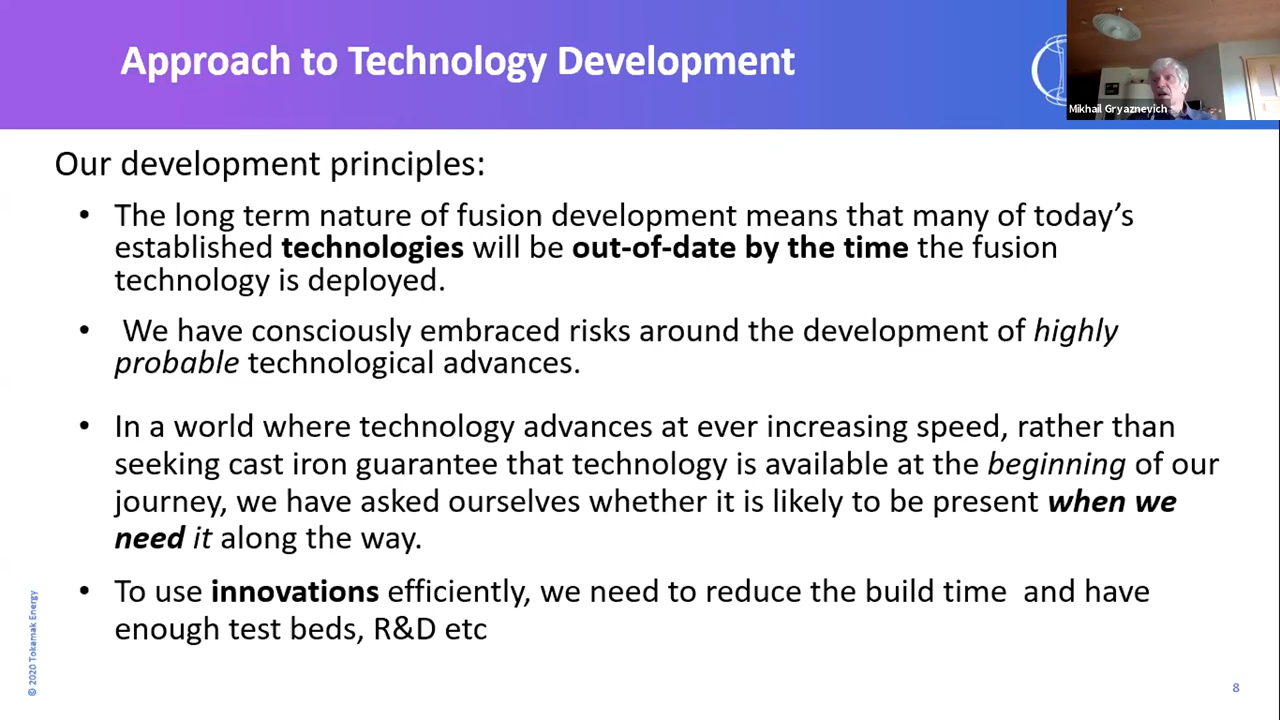 Approach to Technology Development
Mikhail Gryaznevich
Our development principles:
• The long term nature of fusion development means that many of today’s
established technologies will be out-of-date by the time the fusion
technology is deployed.
• We have consciously embraced risks around the development of highly
probable technological advances.
• In a world where technology advances at ever increasing speed, rather than
seeking cast iron guarantee that technology is available at the beginning of our
journey, we have asked ourselves whether it is likely to be present when we
need it along the way.
• To use innovations efficiently, we need to reduce the build time and have
enough test beds, R&D etc
© 2020 Tokamak Energy
8